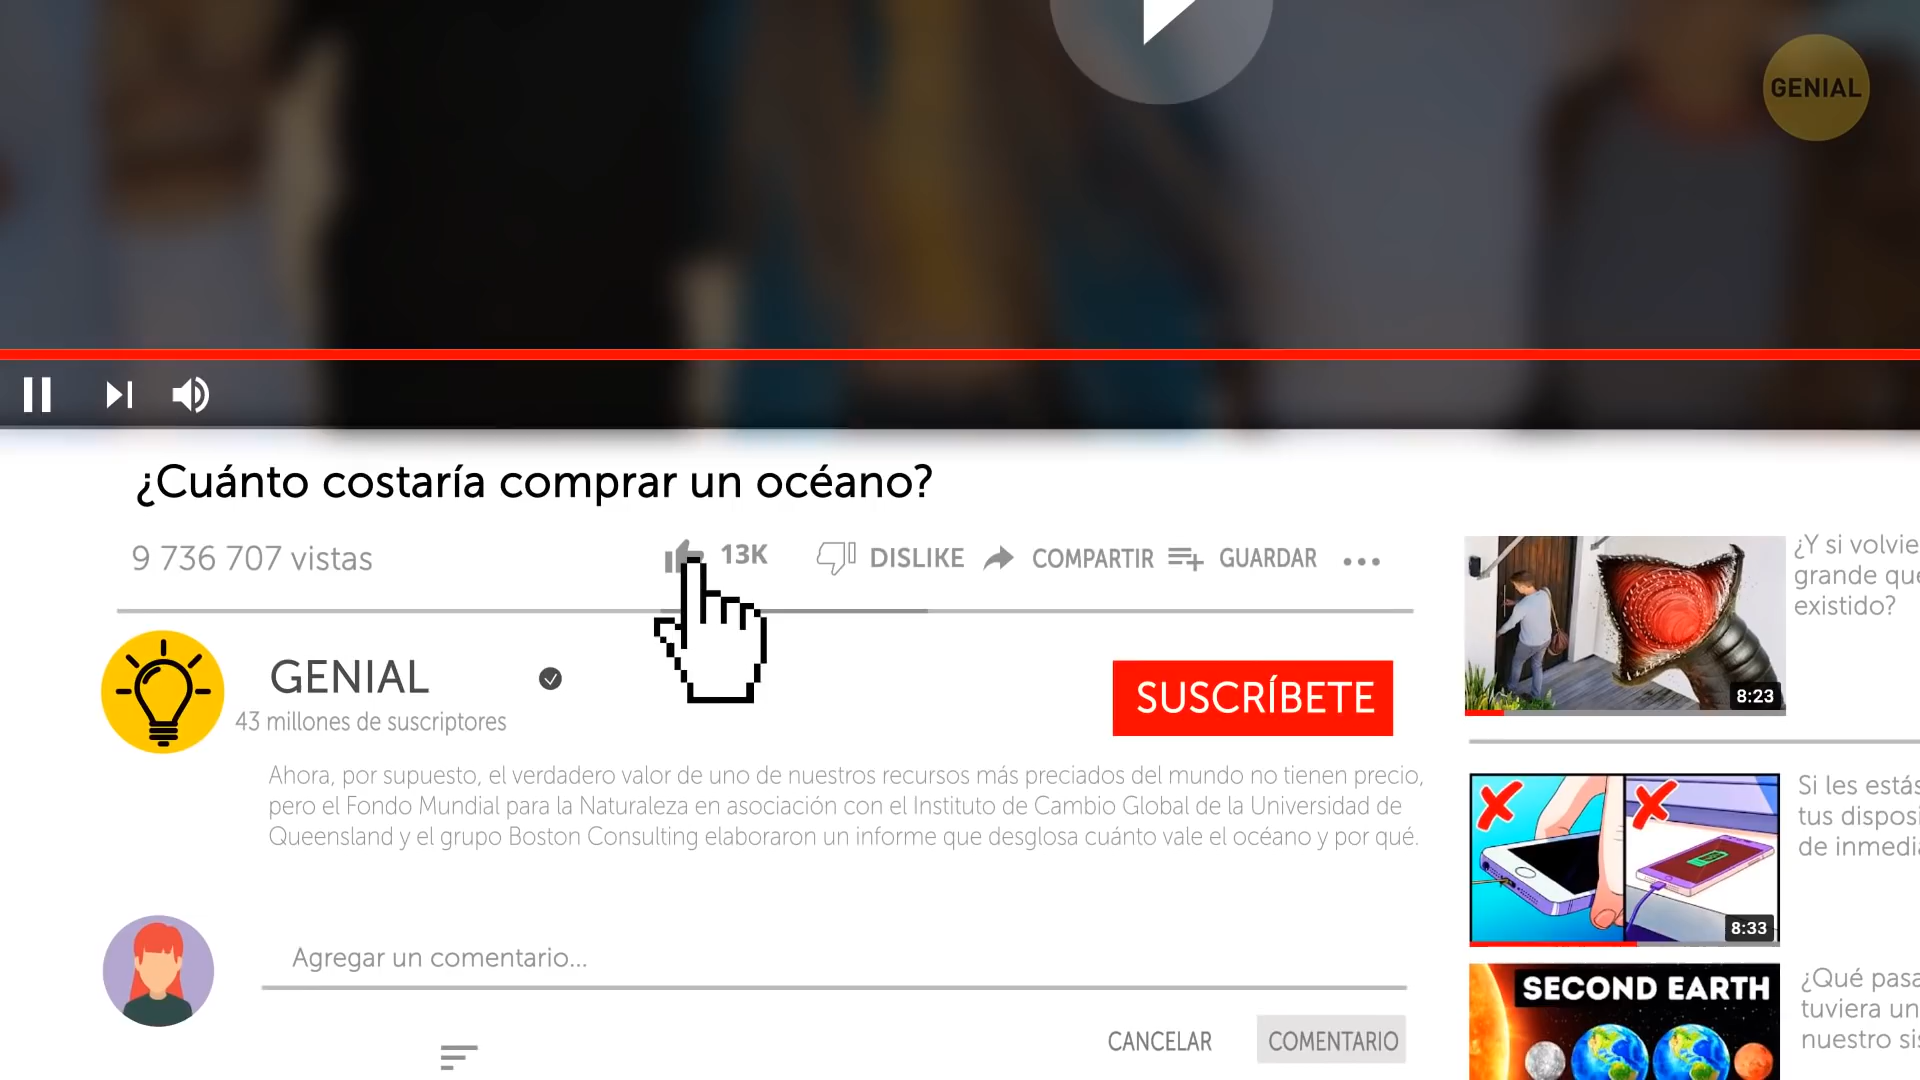 GENIAL
¿Cuánto costaría comprar un océano?
9 736 707 vistas
13K
DISLIKE
COMPARTIR
GUARDAR
GENIAL
43 millones de suscriptores
SUSCRÍBETE
Ahora, por supuesto, el verdadero valor de uno de nuestros recursos más preciados del mundo no tienen precio,
pero el Fondo Mundial para la Naturaleza en asociación con el Instituto de Cambio Global de la Universidad de
Queensland y el grupo Boston Consulting elaboraron un informe que desglosa cuánto vale el océano y por qué.
Agregar un comentario...
CANCELAR
COMENTARIO
8:23
¿Y si volvie
grande que
existido?
8:33
Si les estás
tus disposi
de inmedia
SECOND EARTH
¿Qué pasa
tuviera un
nuestro sis